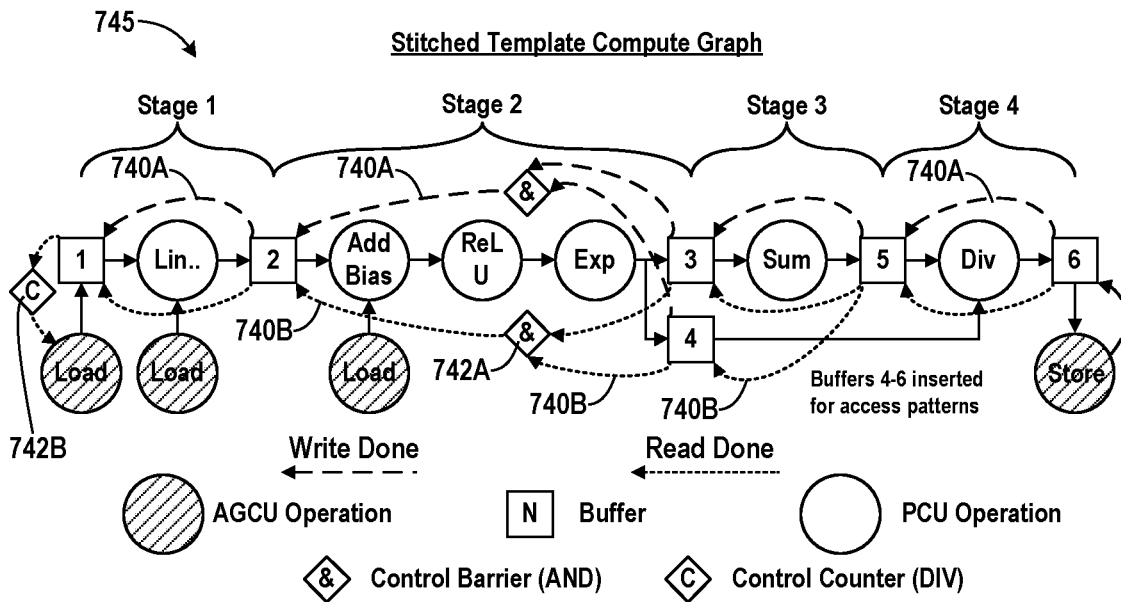 745
Stitched Template Compute Graph
Stage 1
Stage 2
Stage 3
Stage 4
740A
740A
740A
&
1
Lin..
2
Add
Bias
ReL
U
Exp
3
Sum
5
Div
6
C
740B
&
4
Load
Load
Load
742A
Store
740B
740B
Buffers 4-6 inserted
for access patterns
742B
Write Done
Read Done
AGCU Operation
N
Buffer
PCU Operation
&
Control Barrier (AND)
C
Control Counter (DIV)